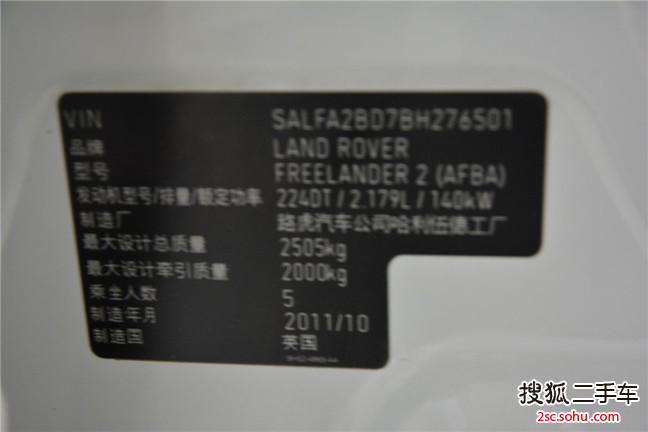 VIN SALFA2BD7BH276501
品牌 LAND ROVER
型号 FREELANDER 2 (AFBA)
发动机型号/排量/额定功率 224DT / 2.179L / 140kW
制造厂 路虎汽车公司哈利伍德工厂
最大设计总质量 2505kg
最大设计牵引质量 2000kg
乘坐人数 5
制造年月 2011/10
制造国 英国
搜狐二手车
2sc.sohu.com